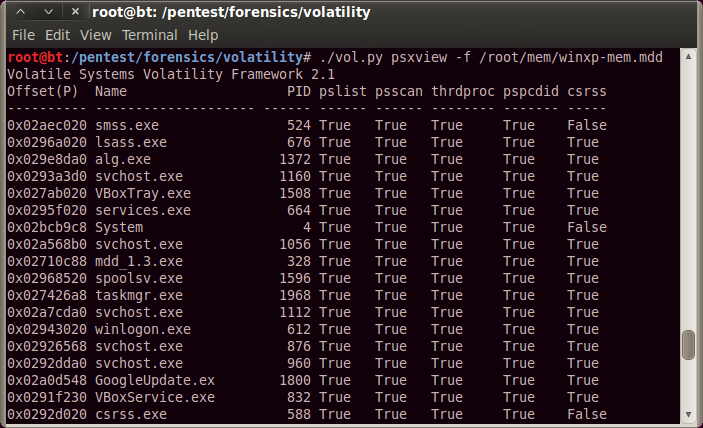 root@bt: /pentest/forensics/volatility
File Edit View Terminal Help
root@bt:/pentest/forensics/volatility# ./vol.py psxview -f /root/mem/winxp-mem.mdd
Volatile Systems Volatility Framework 2.1
Offset(P)  Name                    PID pslist psscan thrdproc pspcdid csrss
---------- -------------------- ------ ------ ------ -------- ------- -----
0x02aec020 smss.exe                524 True   True   True     True    False
0x0296a020 lsass.exe               676 True   True   True     True    True
0x029e8da0 alg.exe                1372 True   True   True     True    True
0x0293a3d0 svchost.exe            1160 True   True   True     True    True
0x027ab020 VBoxTray.exe           1508 True   True   True     True    True
0x0295f020 services.exe            664 True   True   True     True    True
0x02bcb9c8 System                    4 True   True   True     True    False
0x02a568b0 svchost.exe            1056 True   True   True     True    True
0x02710c88 mdd_1.3.exe             328 True   True   True     True    True
0x02968520 spoolsv.exe            1596 True   True   True     True    True
0x027426a8 taskmgr.exe            1968 True   True   True     True    True
0x02a7cda0 svchost.exe            1112 True   True   True     True    True
0x02943020 winlogon.exe            612 True   True   True     True    True
0x02926568 svchost.exe             876 True   True   True     True    True
0x0292dda0 svchost.exe             960 True   True   True     True    True
0x02a0d548 GoogleUpdate.ex        1800 True   True   True     True    True
0x0291f230 VBoxService.exe         832 True   True   True     True    True
0x0292d020 csrss.exe               588 True   True   True     True    False